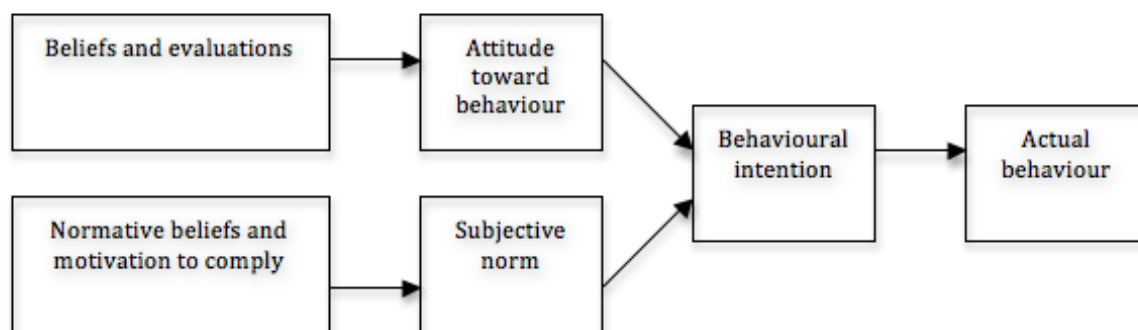 Beliefs and evaluations
Attitude
toward
behaviour
Behavioural
intention
Actual
behaviour
Normative beliefs and
motivation to comply
Subjective
norm